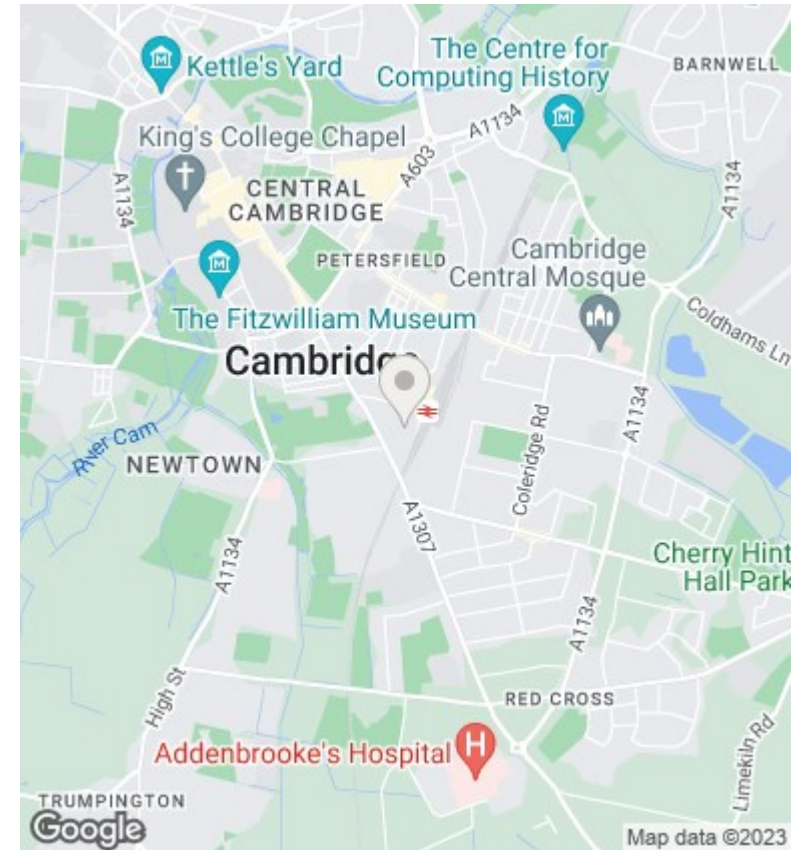 The Centre for
Computing History
BARNWELL
Kettle's Yard
A1134
King's College Chapel
A603
A1134
A1134
CENTRAL
CAMBRIDGE
PETERSFIELD
Cambridge
Central Mosque
The Fitzwilliam Museum
Coldhams Ln
Cambridge
A1134
River Cam
NEWTOWN
Coleridge Rd
A1307
A1134
Cherry Hint
Hall Park
A1134
High St
RED CROSS
Addenbrooke's Hospital
H
Limekiln Rd
TRUMPINGTON
Google
Map data ©2023